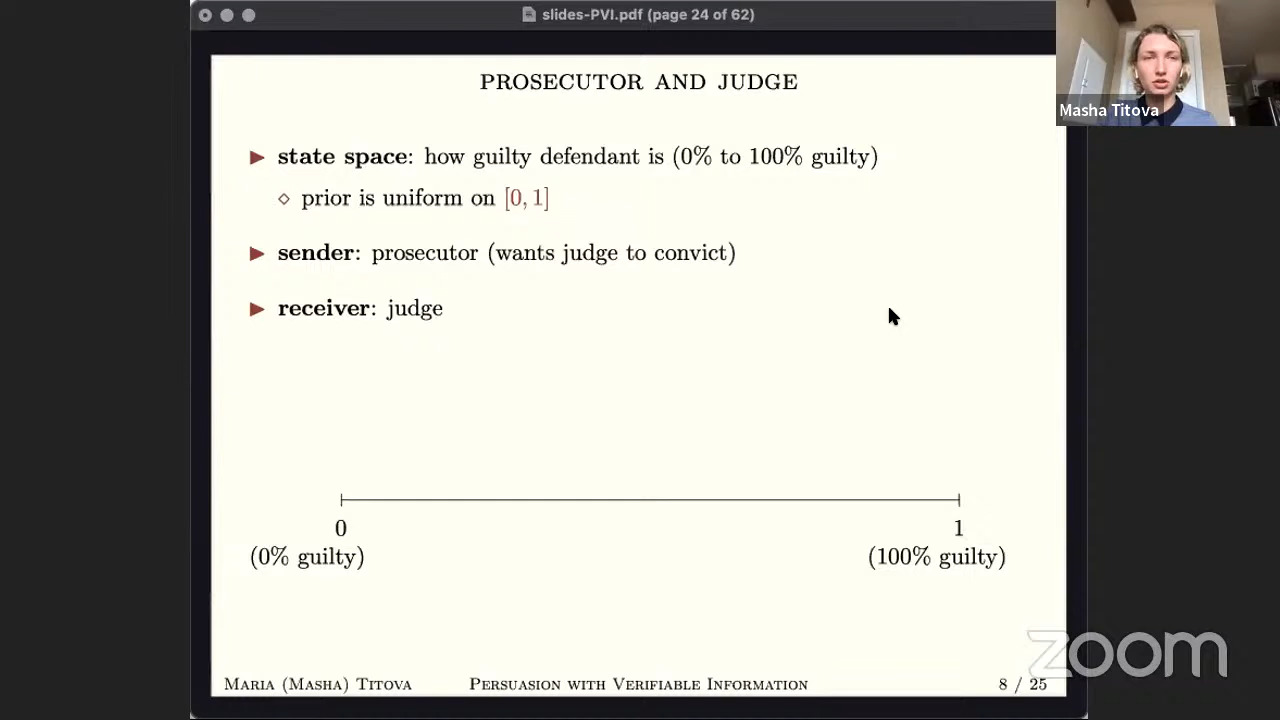 slides-PVI.pdf (page 24 of 62)
PROSECUTOR AND JUDGE
Masha Titova
▶ state space: how guilty defendant is (0% to 100% guilty)
⋄ prior is uniform on [0, 1]
▶ sender: prosecutor (wants judge to convict)
▶ receiver: judge
0 1
(0% guilty) (100% guilty)
zoom
MARIA (MASHA) TITOVA PERSUASION WITH VERIFIABLE INFORMATION 8 / 25